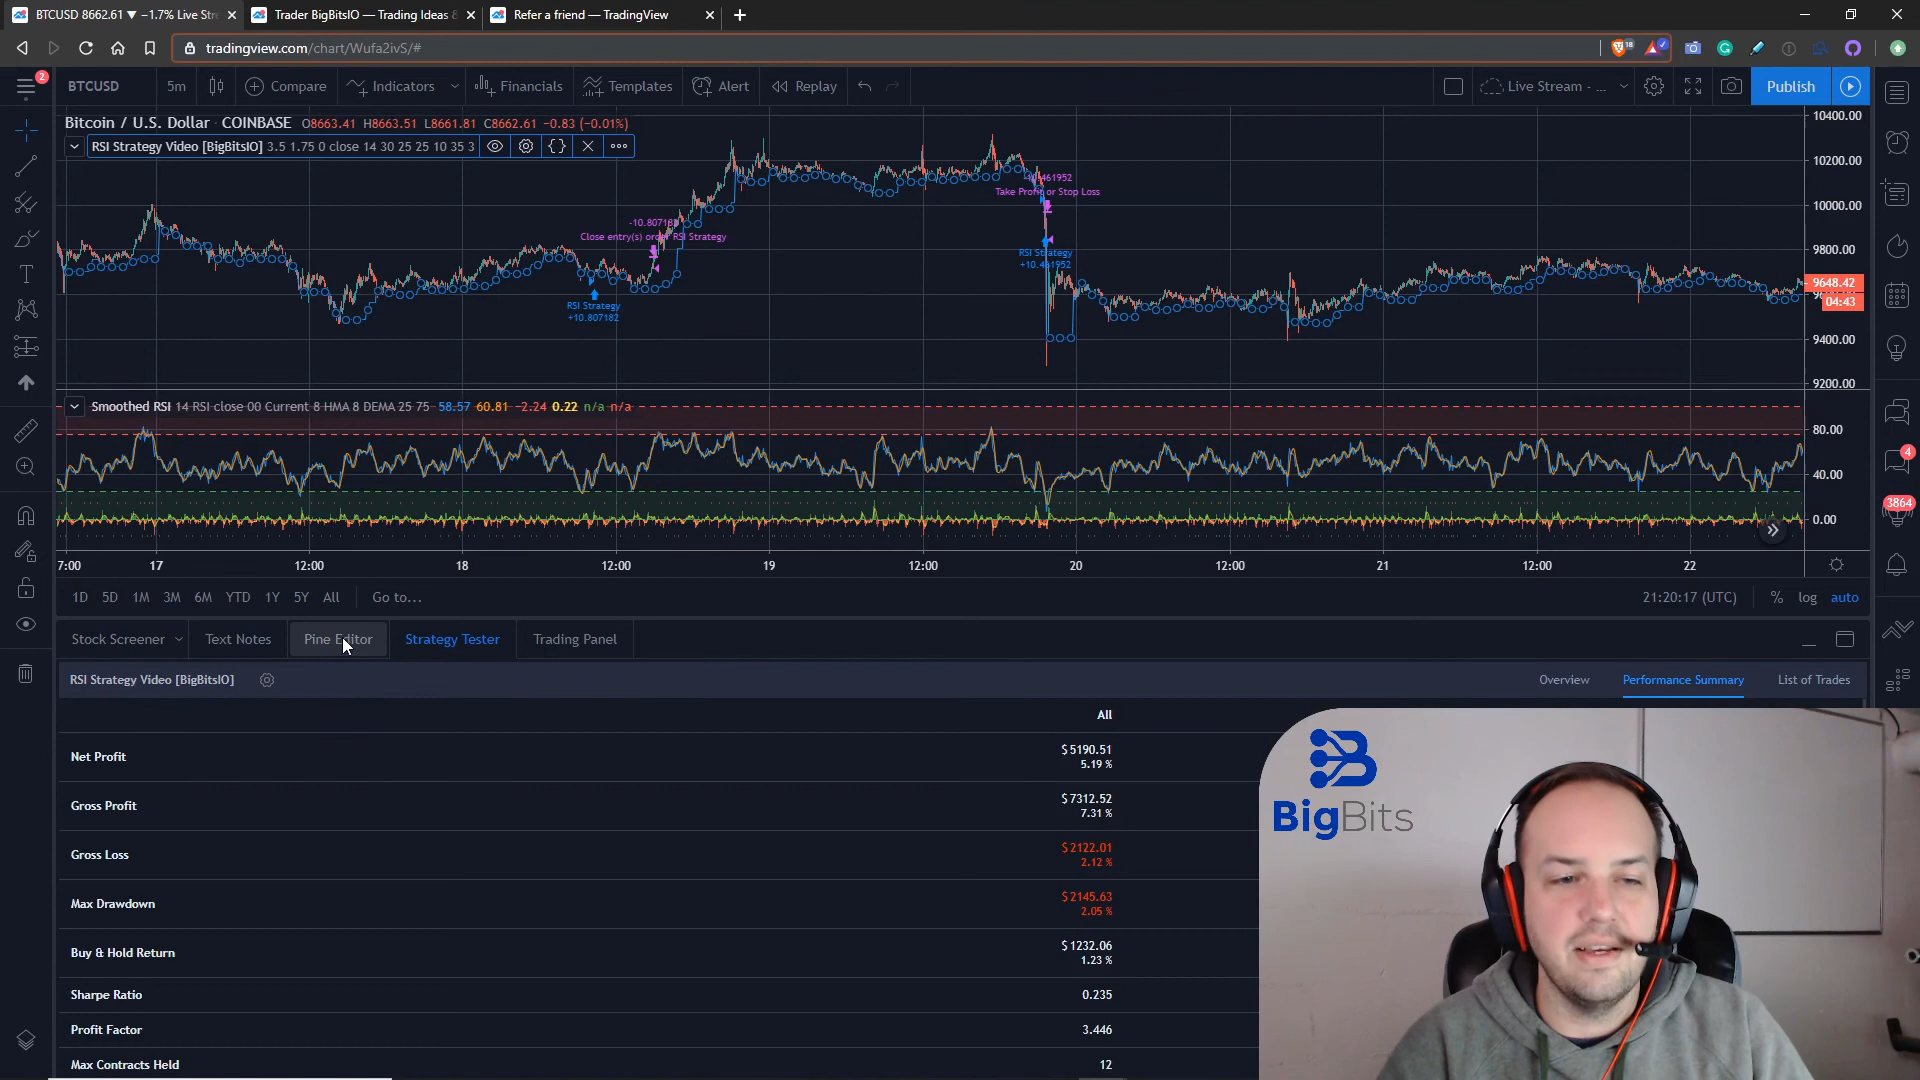 BTCUSD 8662.61 ▼ −1.7% Live Str
Trader BigBitsIO — Trading Ideas &
Refer a friend — TradingView
tradingview.com/chart/Wufa2ivS/#
18
2
BTCUSD
5m
Compare
Indicators
Financials
Templates
Alert
Replay
Live Stream - ...
Publish
Bitcoin / U.S. Dollar COINBASE O8663.41 H8663.51 L8661.81 C8662.61 −0.83 (−0.01%)
RSI Strategy Video [BigBitsIO] 3.5 1.75 0 close 14 30 25 25 10 35 3
10400.00
10200.00
10000.00
9800.00
9648.42
04:43
9400.00
9200.00
Take Profit or Stop Loss
Close entry(s) order RSI Strategy
RSI Strategy
+10.461952
RSI Strategy
+10.807182
Smoothed RSI 14 RSI close 00 Current 8 HMA 8 DEMA 25 75 58.57 60.81 −2.24 0.22 n/a n/a
80.00
40.00
0.00
4
3864
7:00 17 12:00 18 12:00 19 12:00 20 12:00 21 12:00 22
1D 5D 1M 3M 6M YTD 1Y 5Y All Go to...
21:20:17 (UTC) % log auto
Stock Screener
Text Notes
Pine Editor
Strategy Tester
Trading Panel
RSI Strategy Video [BigBitsIO]
Overview
Performance Summary
List of Trades
All
Net Profit
$ 5190.51
5.19 %
Gross Profit
$ 7312.52
7.31 %
Gross Loss
$ 2122.01
2.12 %
Max Drawdown
$ 2145.63
2.05 %
Buy & Hold Return
$ 1232.06
1.23 %
Sharpe Ratio
0.235
Profit Factor
3.446
Max Contracts Held
12
BigBits